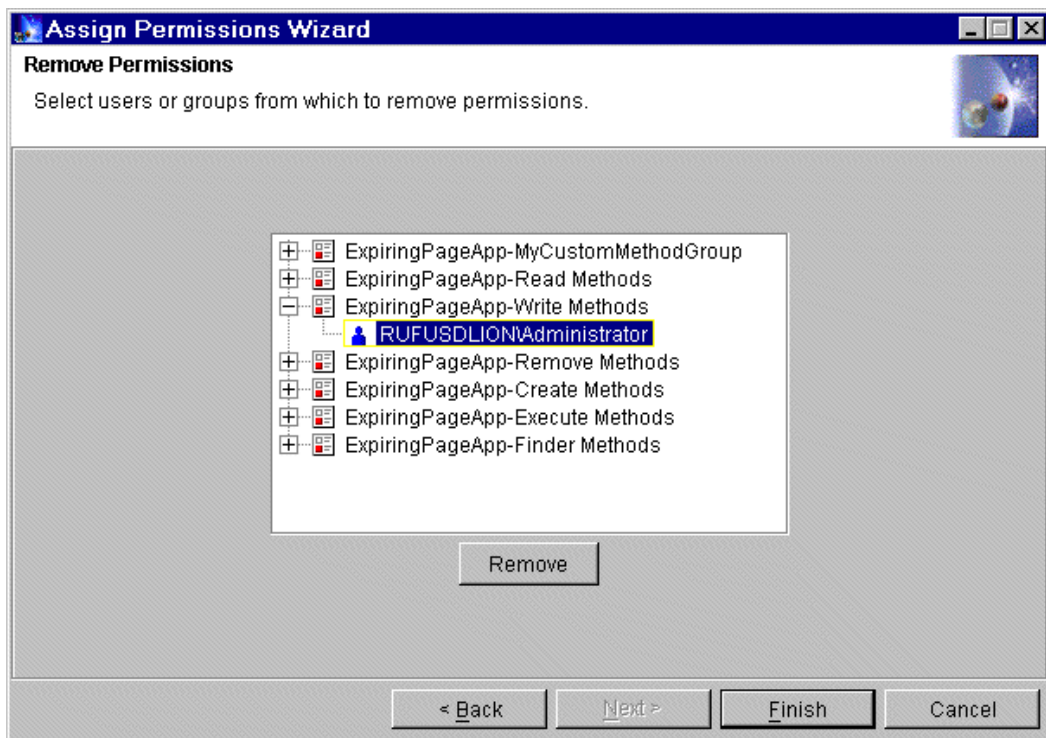 Assign Permissions Wizard
Remove Permissions
Select users or groups from which to remove permissions.
ExpiringPageApp-MyCustomMethodGroup
ExpiringPageApp-Read Methods
ExpiringPageApp-Write Methods
RUFUSDLION\Administrator
ExpiringPageApp-Remove Methods
ExpiringPageApp-Create Methods
ExpiringPageApp-Execute Methods
ExpiringPageApp-Finder Methods
Remove
< Back Next > Finish Cancel